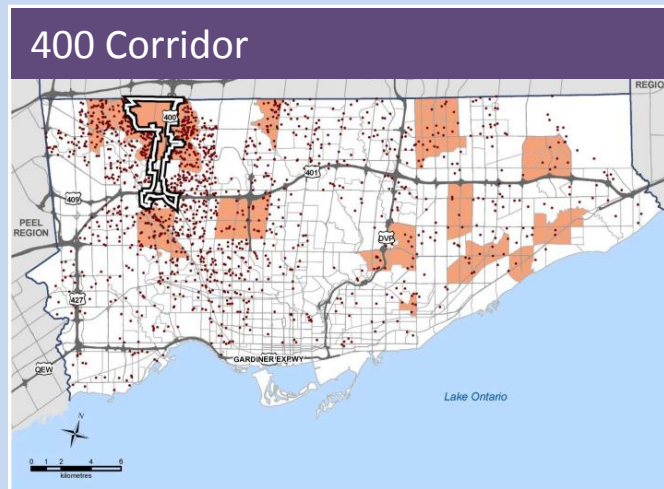 400 Corridor
REGIO
400
401
409
PEEL
REGION
DVP
427
GARDINER EXPWY
QEW
Lake Ontario
N
0 1 2 4 6
kilometres